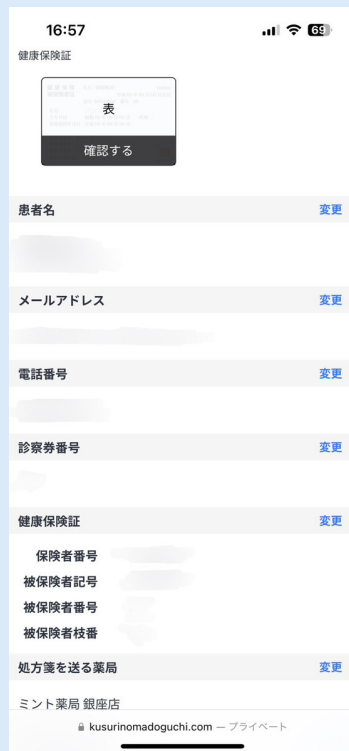 16:57
69
健康保険証
表
確認する
患者名 変更
メールアドレス 変更
電話番号 変更
診察券番号 変更
健康保険証 変更
保険者番号
被保険者記号
被保険者番号
被保険者枝番
処方箋を送る薬局 変更
ミント薬局 銀座店
kusurinomadoguchi.com — プライベート